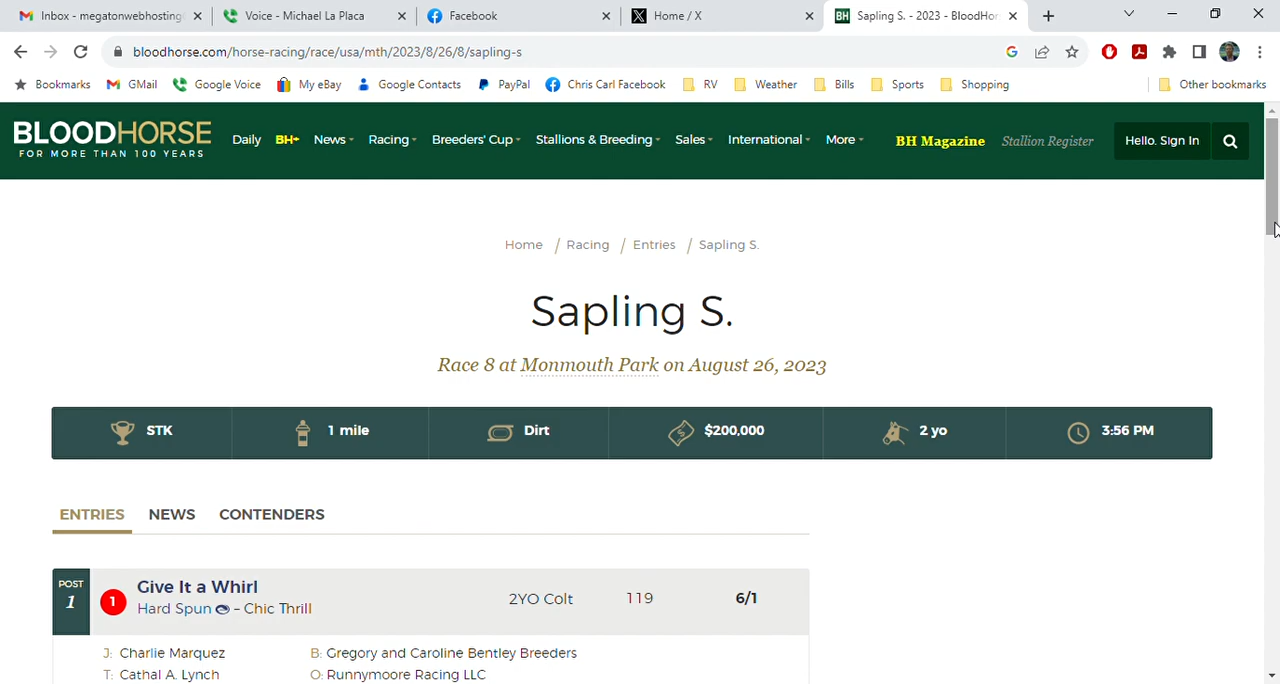 Inbox - megatonwebhosting
Voice - Michael La Placa
Facebook
Home / X
Sapling S. - 2023 - BloodHor
bloodhorse.com/horse-racing/race/usa/mth/2023/8/26/8/sapling-s
Bookmarks
GMail
Google Voice
My eBay
Google Contacts
PayPal
Chris Carl Facebook
RV
Weather
Bills
Sports
Shopping
Other bookmarks
BLOODHORSE
FOR MORE THAN 100 YEARS
Daily
BH+
News
Racing
Breeders' Cup
Stallions & Breeding
Sales
International
More
BH Magazine
Stallion Register
Hello. Sign In
Home / Racing / Entries / Sapling S.
Sapling S.
Race 8 at Monmouth Park on August 26, 2023
STK
1 mile
Dirt
$200,000
2 yo
3:56 PM
ENTRIES
NEWS
CONTENDERS
POST
1
1
Give It a Whirl
Hard Spun – Chic Thrill
2YO Colt
119
6/1
J: Charlie Marquez
B: Gregory and Caroline Bentley Breeders
T: Cathal A. Lynch
O: Runnymoore Racing LLC